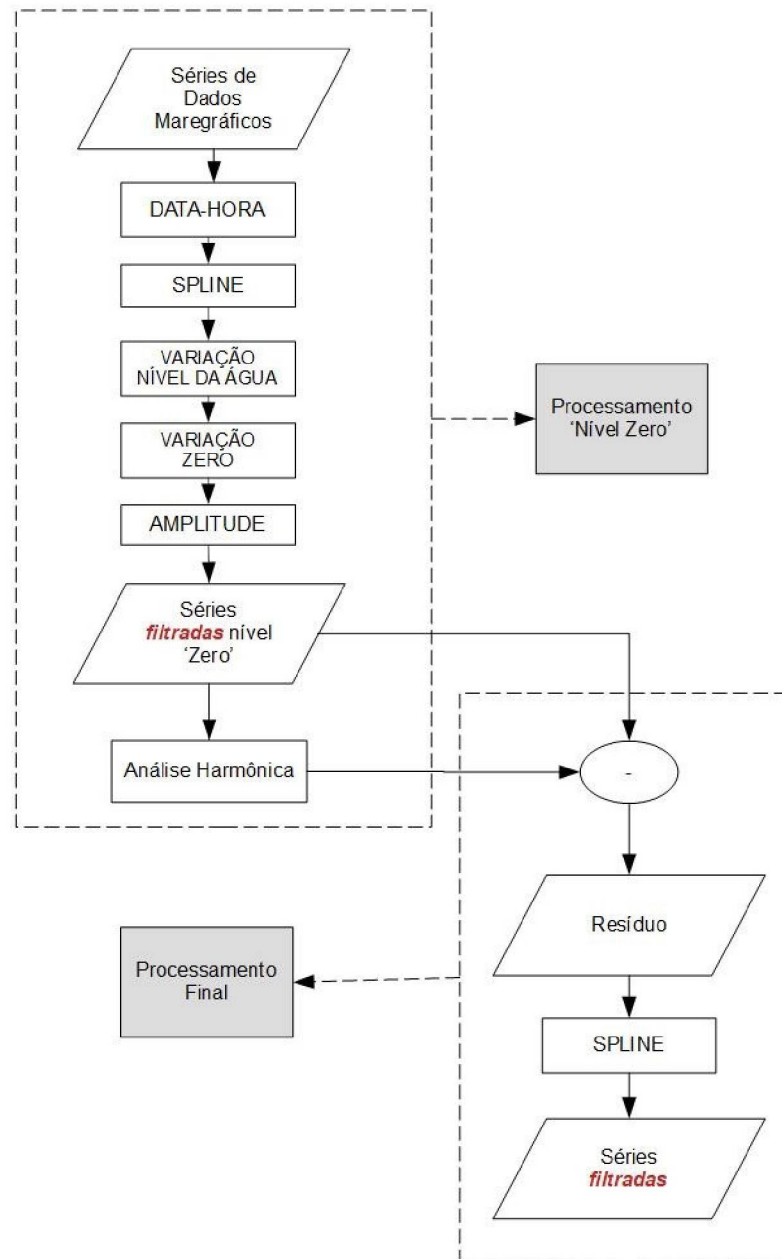 Séries de
Dados
Maregráficos
DATA-HORA
SPLINE
VARIAÇÃO
NÍVEL DA ÁGUA
VARIAÇÃO
ZERO
AMPLITUDE
Séries
filtradas nível
‘Zero’
Análise Harmônica
Processamento
‘Nível Zero’
-
Resíduo
SPLINE
Séries
filtradas
Processamento
Final